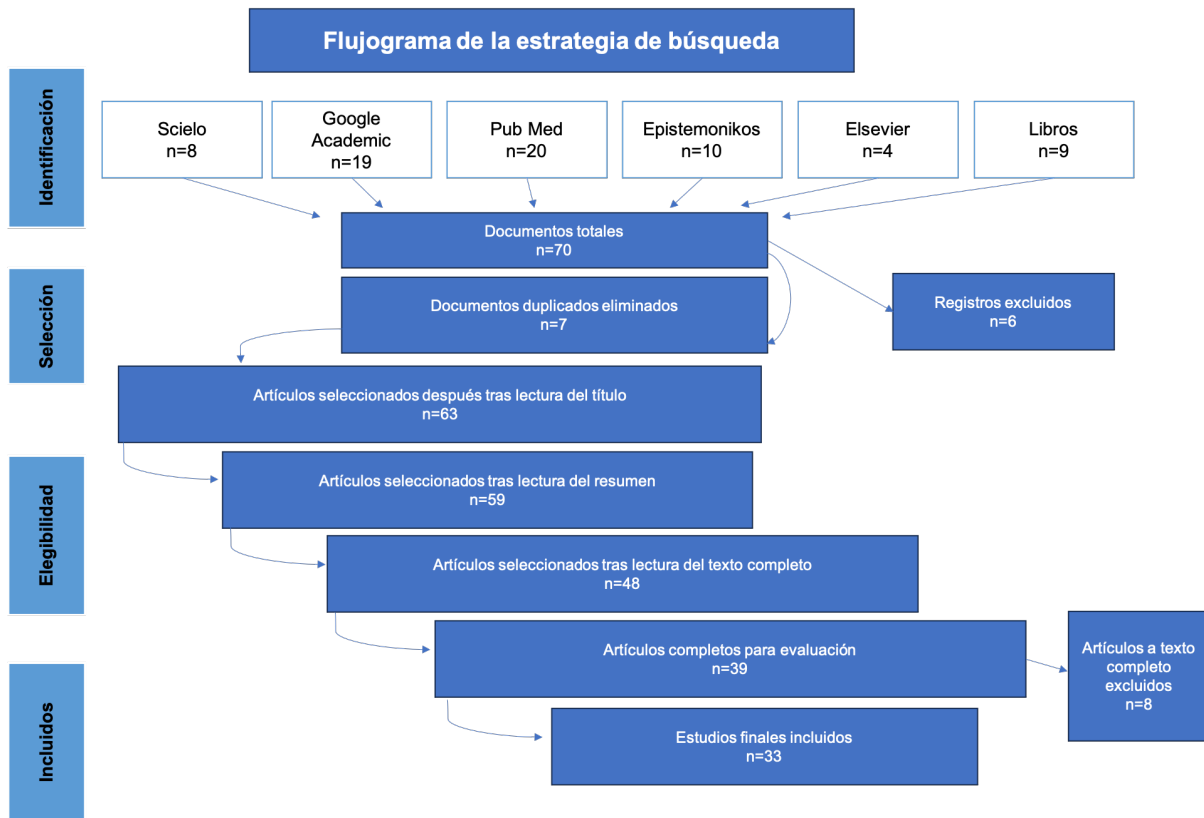 Flujograma de la estrategia de búsqueda
Identificación
Scielo
n=8
Google
Academic
n=19
Pub Med
n=20
Epistemonikos
n=10
Elsevier
n=4
Libros
n=9
Documentos totales
n=70
Selección
Documentos duplicados eliminados
n=7
Registros excluidos
n=6
Artículos seleccionados después tras lectura del título
n=63
Elegibilidad
Artículos seleccionados tras lectura del resumen
n=59
Artículos seleccionados tras lectura del texto completo
n=48
Artículos completos para evaluación
n=39
Artículos a texto
completo
excluidos
n=8
Incluidos
Estudios finales incluidos
n=33